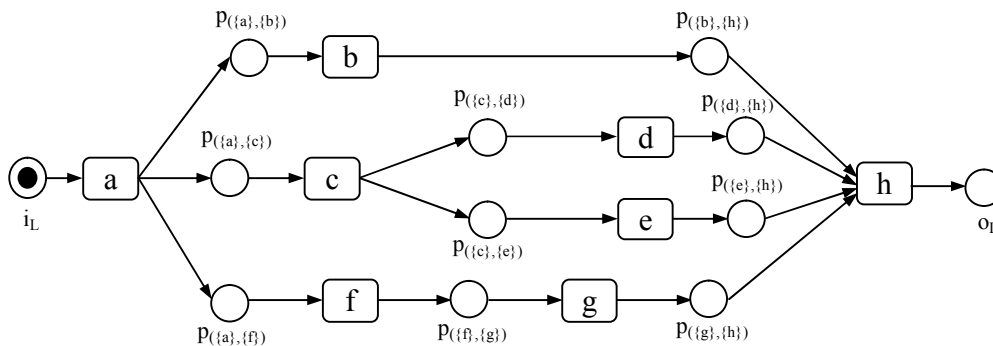 p({a},{b})
p({b},{h})
b
p({c},{d})
p({d},{h})
d
p({a},{c})
a
c
p({e},{h})
h
i_L
e
o_L
p({c},{e})
f
g
p({a},{f})
p({f},{g})
p({g},{h})